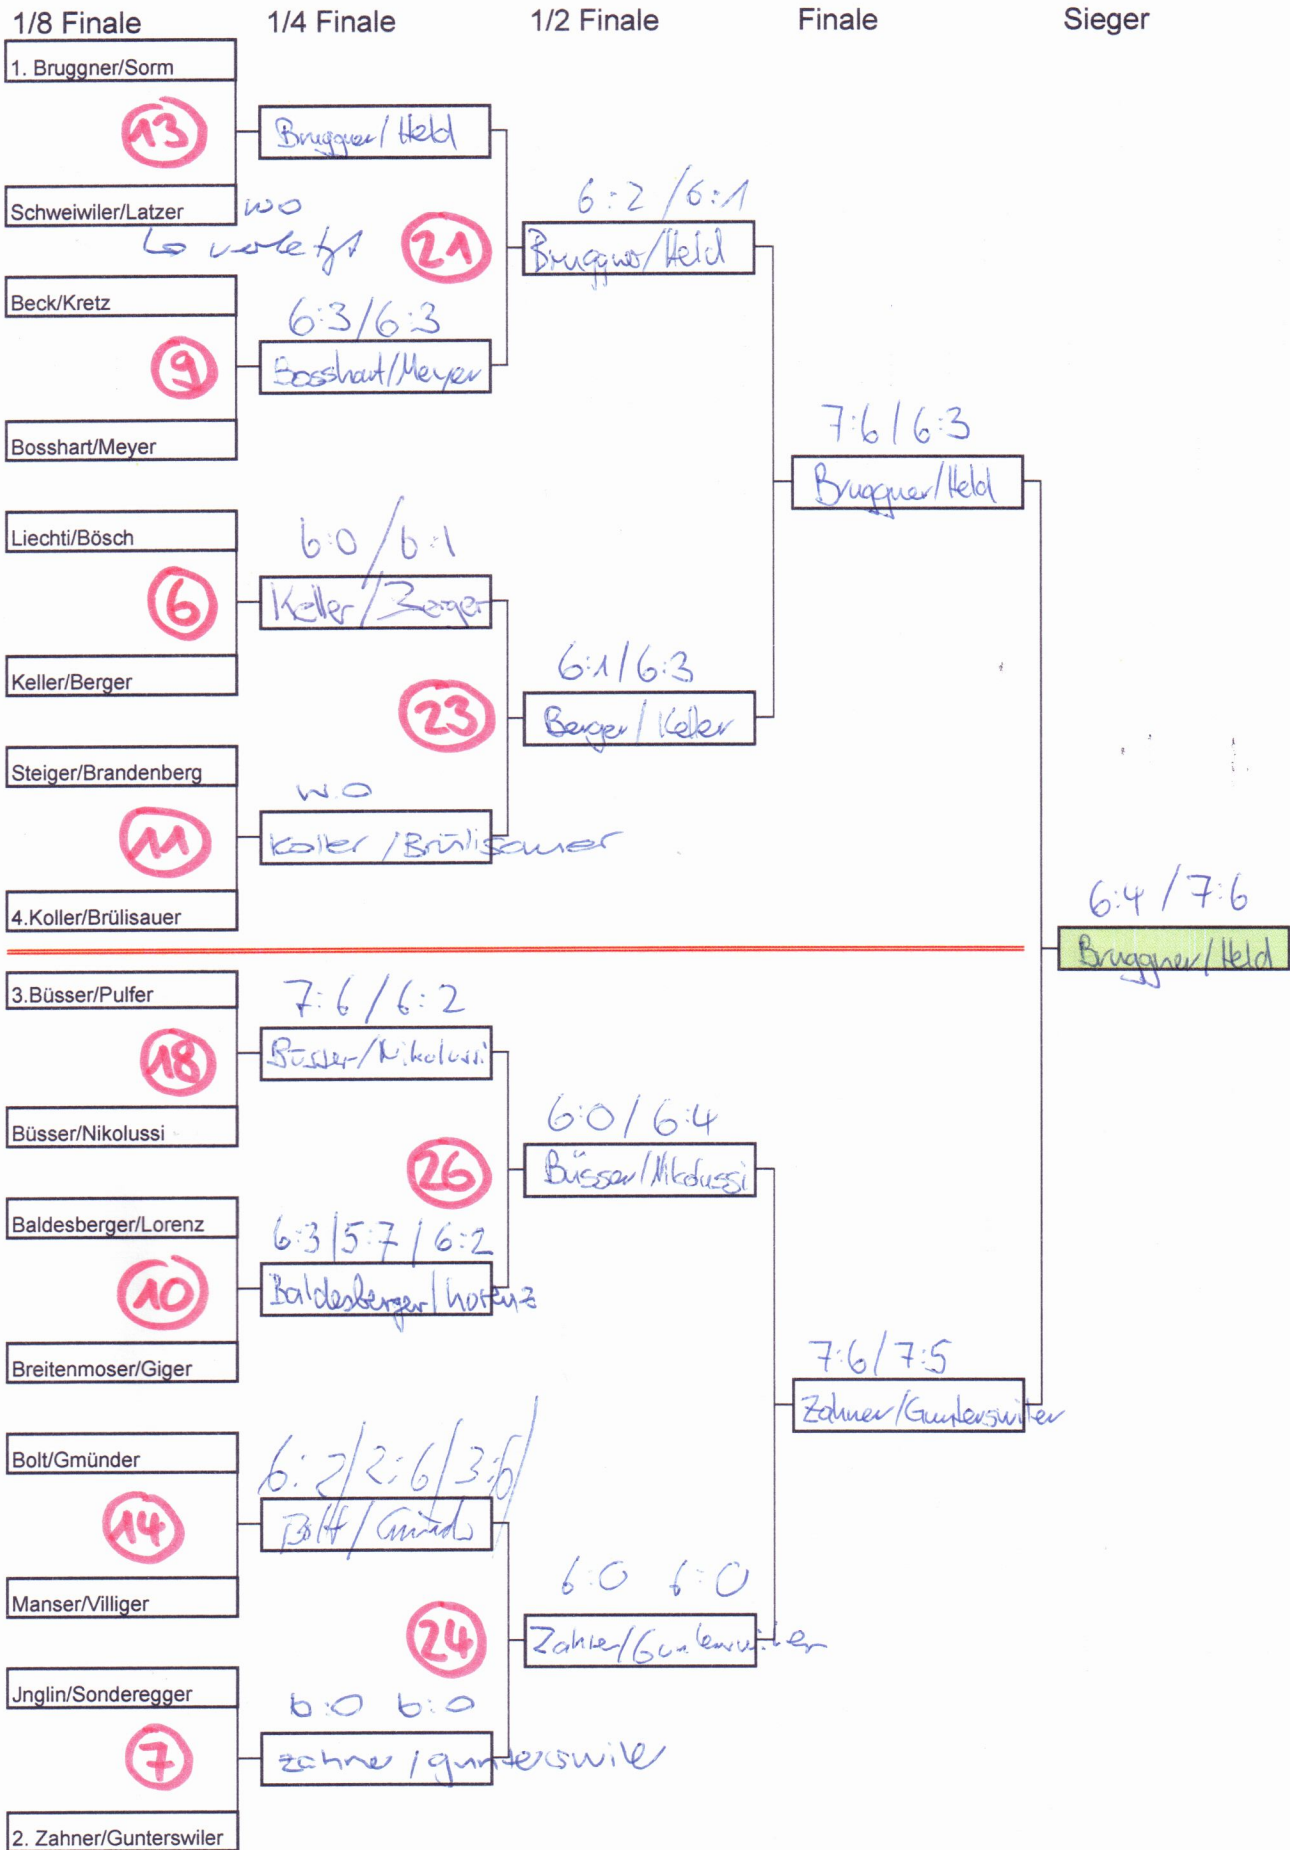 1/8 Finale 1/4 Finale 1/2 Finale Finale Sieger
1. Bruggner/Sorm
13
Bruggner/Held
Schweiwiler/Latzer wo
verletzt
21
6:2/6:1
Bruggner/Held
Beck/Kretz
6:3/6:3
9
Bosshart/Meyer
7:6/6:3
Bosshart/Meyer
Bruggner/Held
Liechti/Bösch
6:0/6:1
6
Keller/Berger
Keller/Berger
6:1/6:3
23
Berger/Keller
Steiger/Brandenberg
w.o
11
Koller/Brülisauer
4.Koller/Brülisauer
6:4/7:6
Bruggner/Held
3.Büsser/Pulfer
7:6/6:2
18
Büsser/Nikolussi
Büsser/Nikolussi
6:0/6:4
26
Büsser/Nikolussi
Baldesberger/Lorenz
6:3/5:7/6:2
10
Baldesberger/Lorenz
Breitenmoser/Giger
7:6/7:5
Zahner/Gunterswiler
Bolt/Gmünder
6:2/2:6/3:6/
14
Bolt/Gmünder
Manser/Villiger
6:0 6:0
24
Zahner/Gunterswiler
Jnglin/Sonderegger
6:0 6:0
7
zahner/gunterswiler
2. Zahner/Gunterswiler